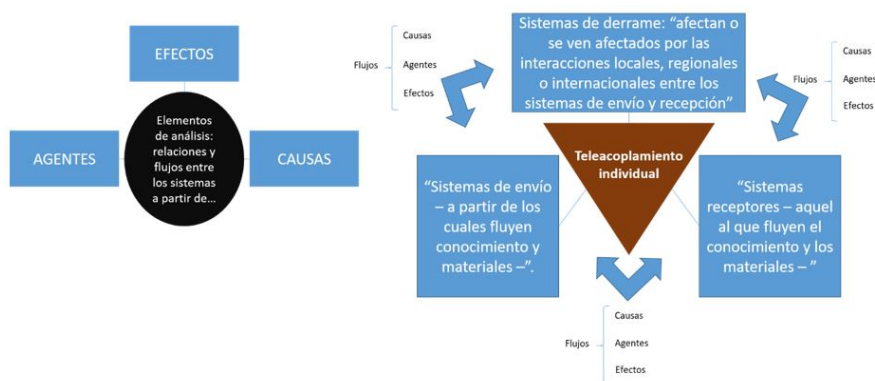 EFECTOS
AGENTES
Elementos
de análisis:
relaciones y
flujos entre
los sistemas
a partir de...
CAUSAS
Flujos
Causas
Agentes
Efectos
Sistemas de derrame: “afectan o
se ven afectados por las
interacciones locales, regionales
o internacionales entre los
sistemas de envío y recepción”
Flujos
Causas
Agentes
Efectos
Teleacoplamiento
individual
“Sistemas de envío
– a partir de los
cuales fluyen
conocimiento y
materiales –”.
“Sistemas
receptores – aquel
al que fluyen el
conocimiento y los
materiales – ”
Flujos
Causas
Agentes
Efectos